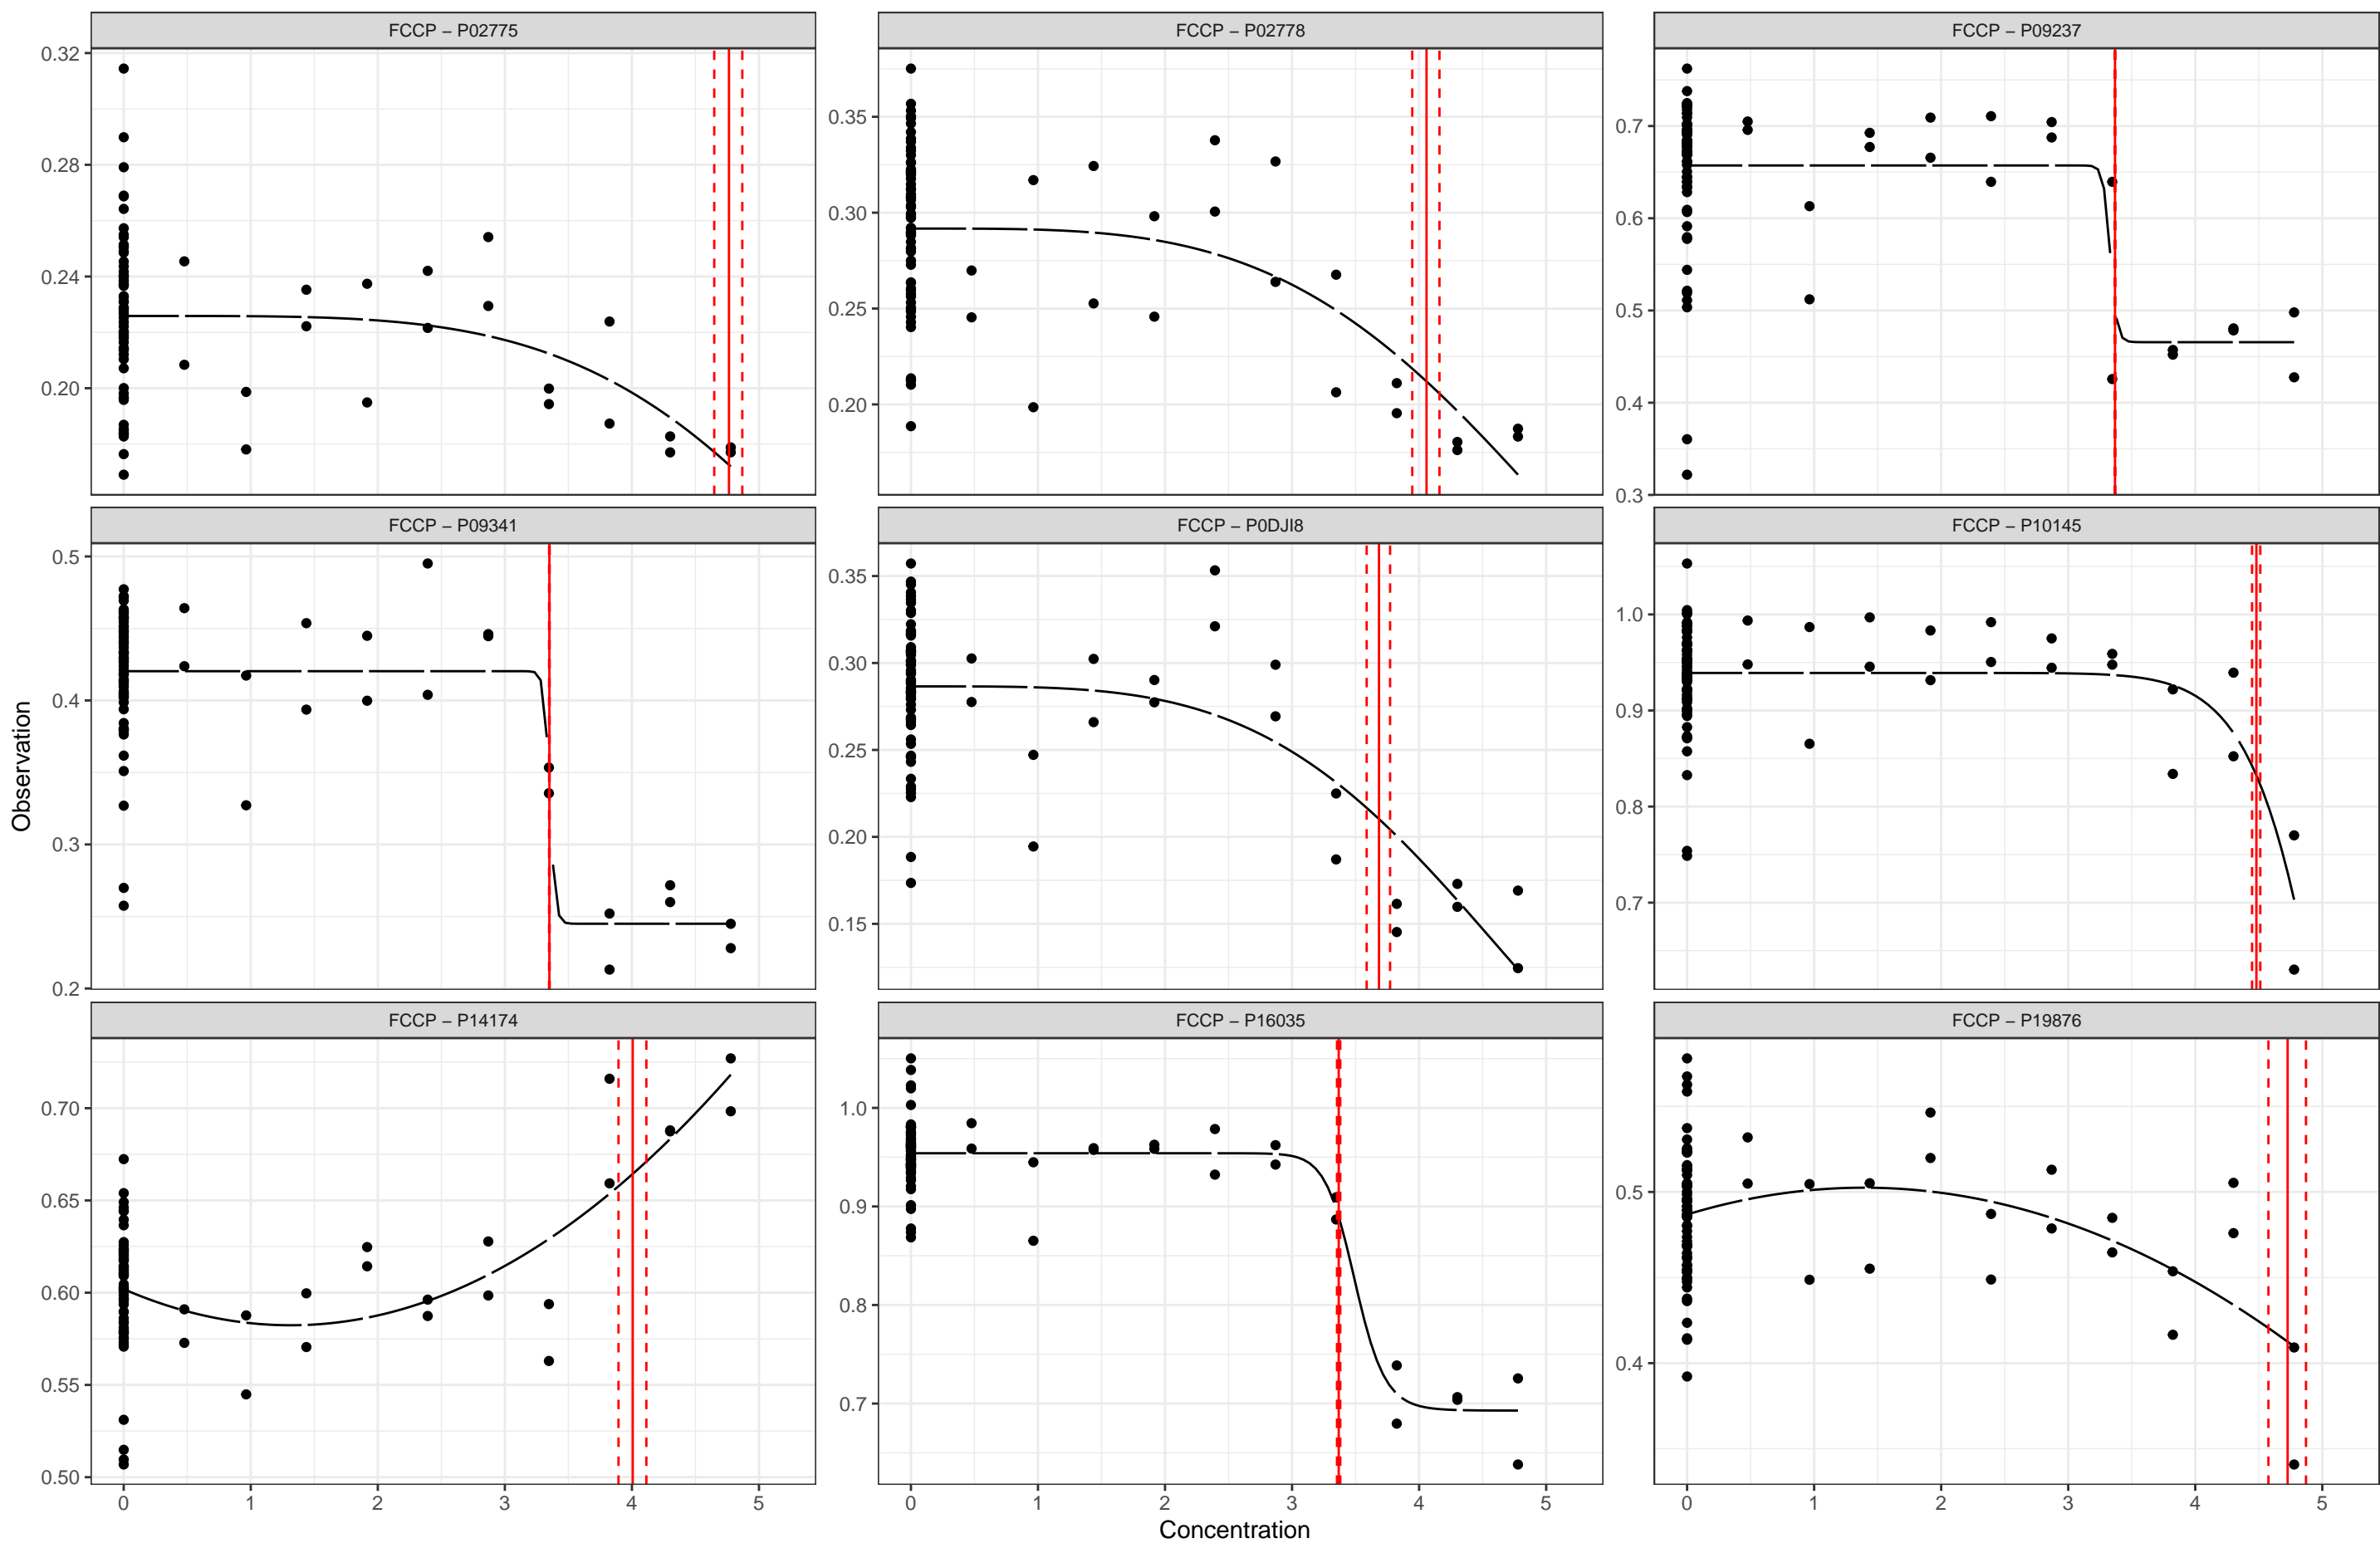 FCCP – P02775
FCCP – P02778
FCCP – P09237
0.32
0.28
0.24
0.20
0.35
0.30
0.25
0.20
0.7
0.6
0.5
0.4
0.3
FCCP – P09341
FCCP – P0DJI8
FCCP – P10145
0.5
0.4
0.3
0.2
0.35
0.30
0.25
0.20
0.15
1.0
0.9
0.8
0.7
Observation
FCCP – P14174
FCCP – P16035
FCCP – P19876
0.70
0.65
0.60
0.55
0.50
1.0
0.9
0.8
0.7
0.5
0.4
0 1 2 3 4 5
0 1 2 3 4 5
0 1 2 3 4 5
Concentration